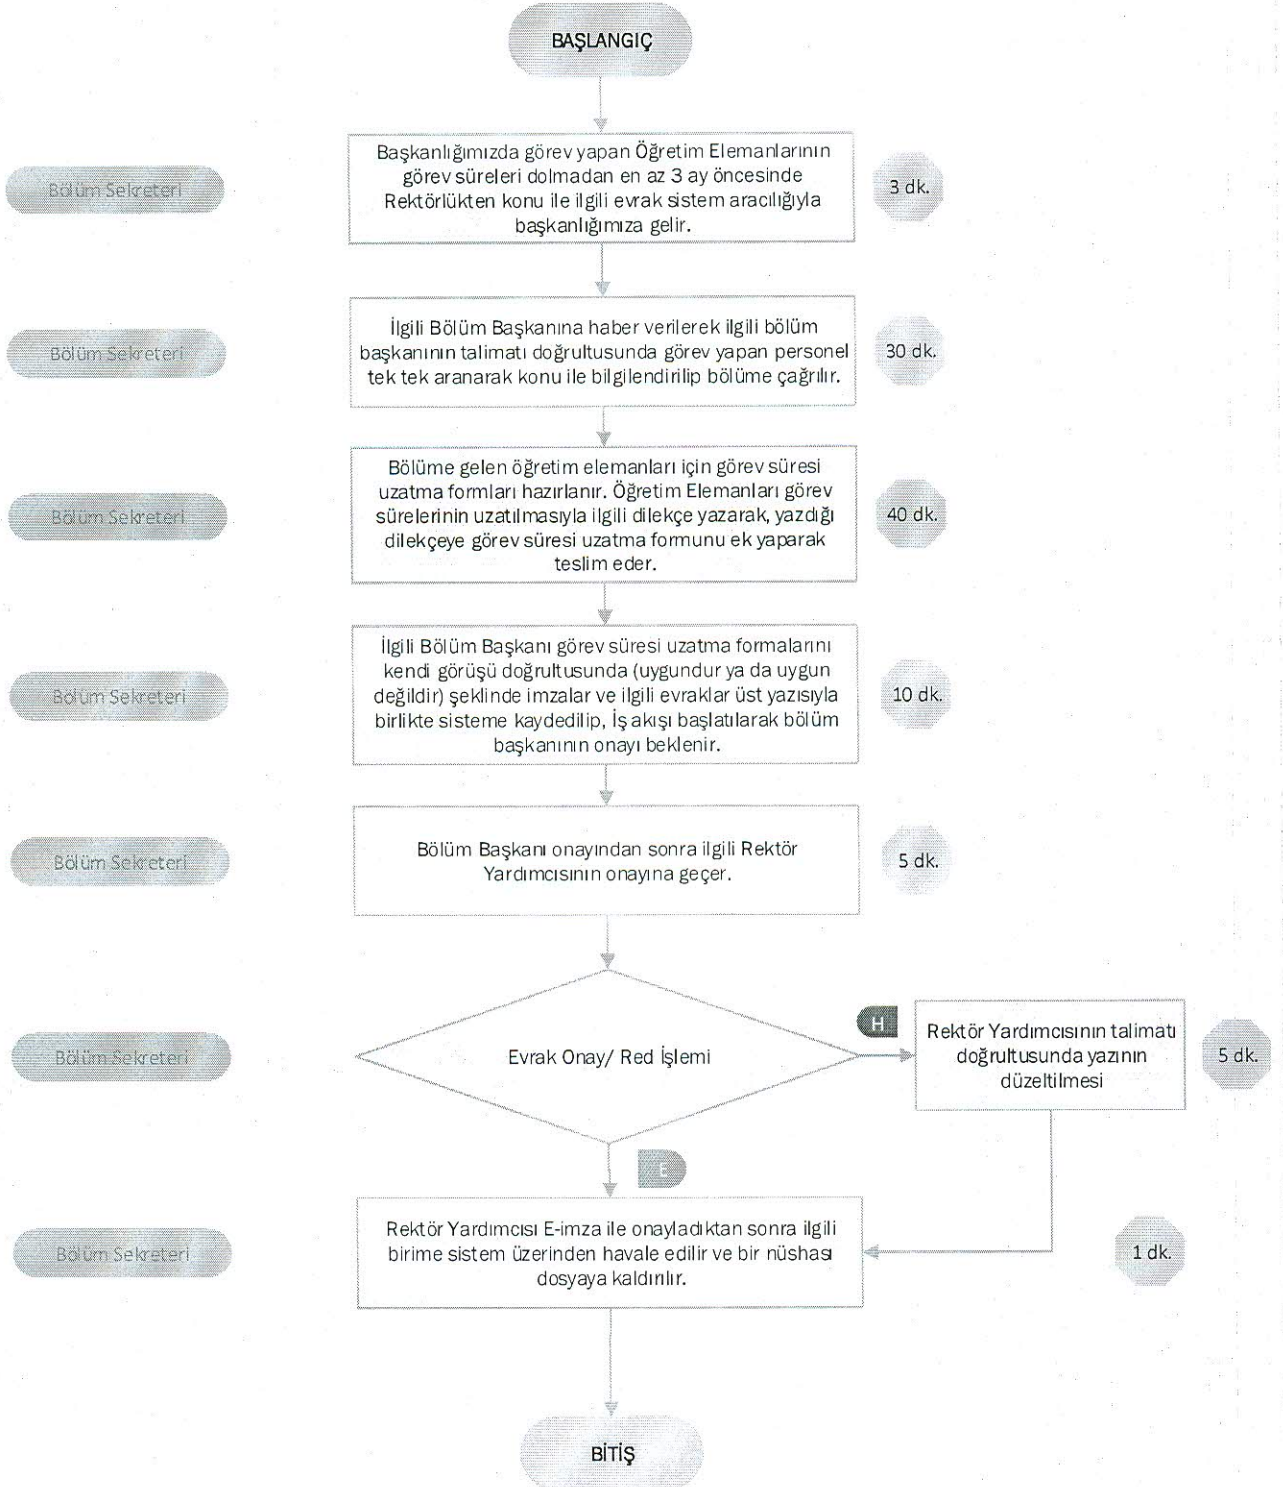 BAŞLANGIÇ
Bölüm Sekreteri
Başkanlığımızda görev yapan Öğretim Elemanlarının
görev süreleri dolmadan en az 3 ay öncesinde
Rektörlükten konu ile ilgili evrak sistem aracılığıyla
başkanlığımıza gelir.
3 dk.
Bölüm Sekreteri
İlgili Bölüm Başkanına haber verilerek ilgili bölüm
başkanının talimatı doğrultusunda görev yapan personel
tek tek aranarak konu ile bilgilendirilip bölüme çağrılır.
30 dk.
Bölüm Sekreteri
Bölüme gelen öğretim elemanları için görev süresi
uzatma formları hazırlanır. Öğretim Elemanları görev
sürelerinin uzatılmasıyla ilgili dilekçe yazarak, yazdığı
dilekçeye görev süresi uzatma formunu ek yaparak
teslim eder.
40 dk.
Bölüm Sekreteri
İlgili Bölüm Başkanı görev süresi uzatma formalarını
kendi görüşü doğrultusunda (uygundur ya da uygun
değildir) şeklinde imzalar ve ilgili evraklar üst yazısıyla
birlikte sisteme kaydedilip, İş akışı başlatılarak bölüm
başkanının onayı beklenir.
10 dk.
Bölüm Sekreteri
Bölüm Başkanı onayından sonra ilgili Rektör
Yardımcısının onayına geçer.
5 dk.
Bölüm Sekreteri
Evrak Onay/ Red İşlemi
H
Rektör Yardımcısının talimatı
doğrultusunda yazının
düzeltilmesi
5 dk.
E
Bölüm Sekreteri
Rektör Yardımcısı E-imza ile onayladıktan sonra ilgili
birime sistem üzerinden havale edilir ve bir nüshası
dosyaya kaldırılır.
1 dk.
BİTİŞ